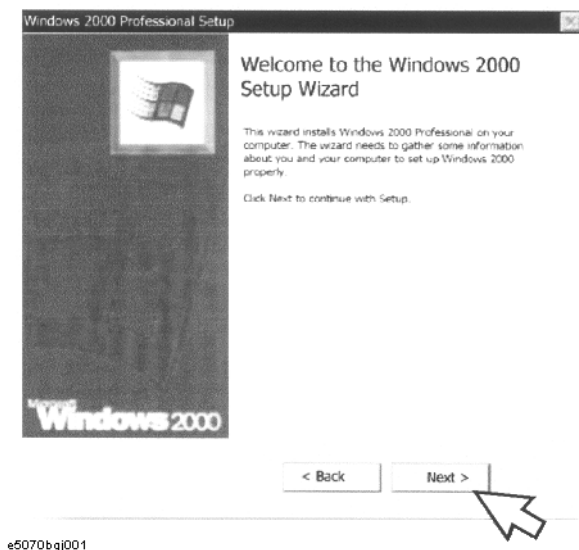 Windows 2000 Professional Setup
Welcome to the Windows 2000
Setup Wizard
This wizard installs Windows 2000 Professional on your
computer. The wizard needs to gather some information
about you and your computer to set up Windows 2000
properly.
Click Next to continue with Setup.
Microsoft
Windows 2000
< Back
Next >
e5070bqj001